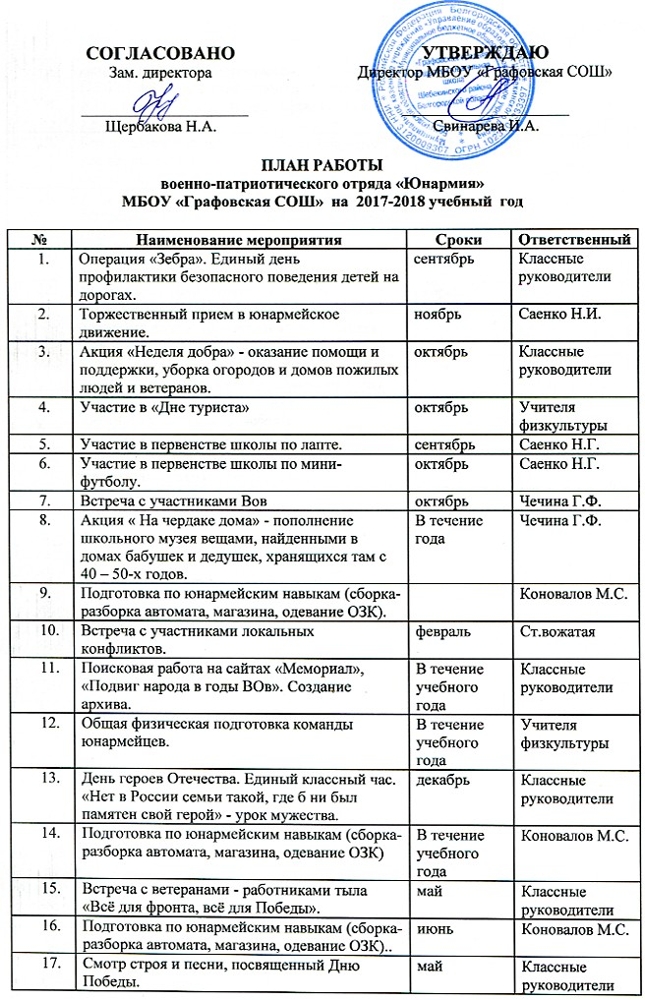 СОГЛАСОВАНО
Зам. директора
Щербакова Н.А.
УТВЕРЖДАЮ
Директор МБОУ «Графовская СОШ»
Свинарева И.А.
ПЛАН РАБОТЫ
военно-патриотического отряда «Юнармия»
МБОУ «Графовская СОШ» на 2017-2018 учебный год
№ Наименование мероприятия Сроки Ответственный
1. Операция «Зебра». Единый день сентябрь Классные
профилактики безопасного поведения детей на руководители
дорогах.
2. Торжественный прием в юнармейское ноябрь Саенко Н.И.
движение.
3. Акция «Неделя добра» - оказание помощи и октябрь Классные
поддержки, уборка огородов и домов пожилых руководители
людей и ветеранов.
4. Участие в «Дне туриста» октябрь Учителя
физкультуры
5. Участие в первенстве школы по лапте. сентябрь Саенко Н.Г.
6. Участие в первенстве школы по мини- октябрь Саенко Н.Г.
футболу.
7. Встреча с участниками Вов октябрь Чечина Г.Ф.
8. Акция « На чердаке дома» - пополнение В течение Чечина Г.Ф.
школьного музея вещами, найденными в года
домах бабушек и дедушек, хранящихся там с
40 – 50-х годов.
9. Подготовка по юнармейским навыкам (сборка- Коновалов М.С.
разборка автомата, магазина, одевание ОЗК).
10. Встреча с участниками локальных февраль Ст.вожатая
конфликтов.
11. Поисковая работа на сайтах «Мемориал», В течение Классные
«Подвиг народа в годы ВОв». Создание учебного руководители
архива. года
12. Общая физическая подготовка команды В течение Учителя
юнармейцев. учебного физкультуры
года
13. День героев Отечества. Единый классный час. декабрь Классные
«Нет в России семьи такой, где б ни был руководители
памятен свой герой» - урок мужества.
14. Подготовка по юнармейским навыкам (сборка- В течение Коновалов М.С.
разборка автомата, магазина, одевание ОЗК) учебного
года
15. Встреча с ветеранами - работниками тыла май Классные
«Всё для фронта, всё для Победы». руководители
16. Подготовка по юнармейским навыкам (сборка- июнь Коновалов М.С.
разборка автомата, магазина, одевание ОЗК)..
17. Смотр строя и песни, посвященный Дню май Классные
Победы. руководители